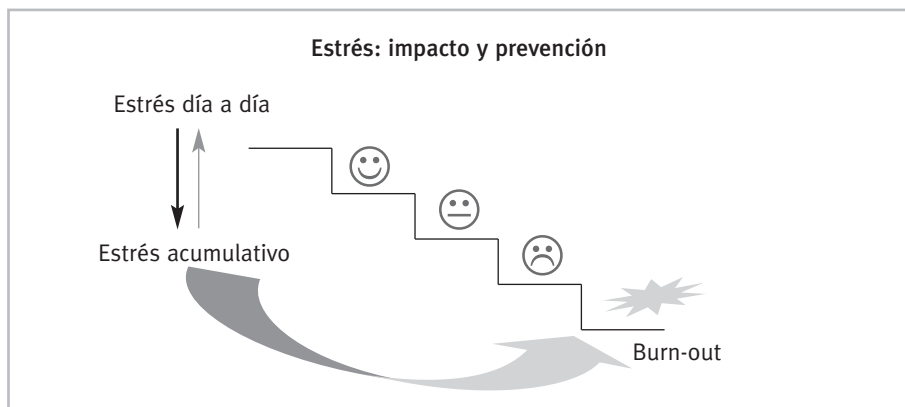 Estrés: impacto y prevención
Estrés día a día
Estrés acumulativo
Burn-out